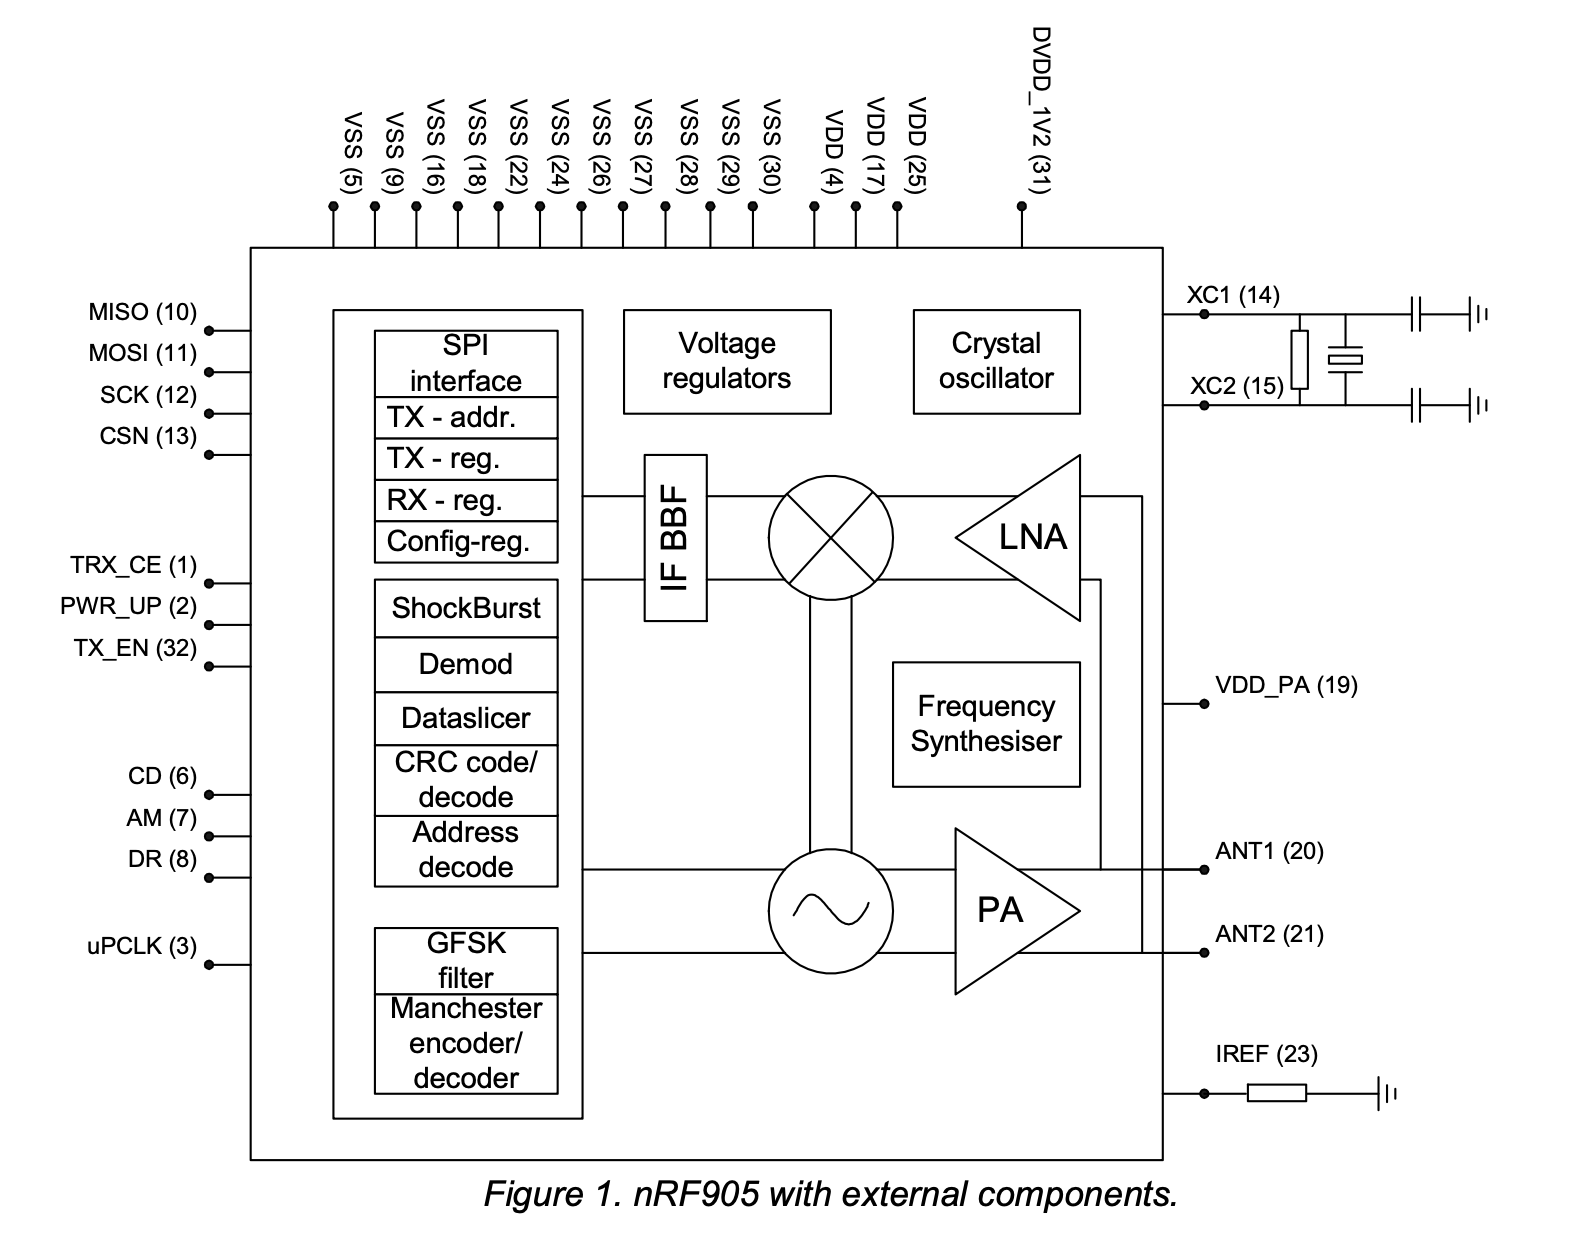 DVDD_1V2 (31)
VSS (5)
VSS (9)
VSS (16)
VSS (18)
VSS (22)
VSS (24)
VSS (26)
VSS (27)
VSS (28)
VSS (29)
VSS (30)
VDD (4)
VDD (17)
VDD (25)
MISO (10)
MOSI (11)
SCK (12)
CSN (13)
TRX_CE (1)
PWR_UP (2)
TX_EN (32)
CD (6)
AM (7)
DR (8)
uPCLK (3)
SPI
interface
TX - addr.
TX - reg.
RX - reg.
Config-reg.
ShockBurst
Demod
Dataslicer
CRC code/
decode
Address
decode
GFSK
filter
Manchester
encoder/
decoder
Voltage
regulators
Crystal
oscillator
IF BBF
LNA
Frequency
Synthesiser
PA
XC1 (14)
XC2 (15)
VDD_PA (19)
ANT1 (20)
ANT2 (21)
IREF (23)
Figure 1. nRF905 with external components.